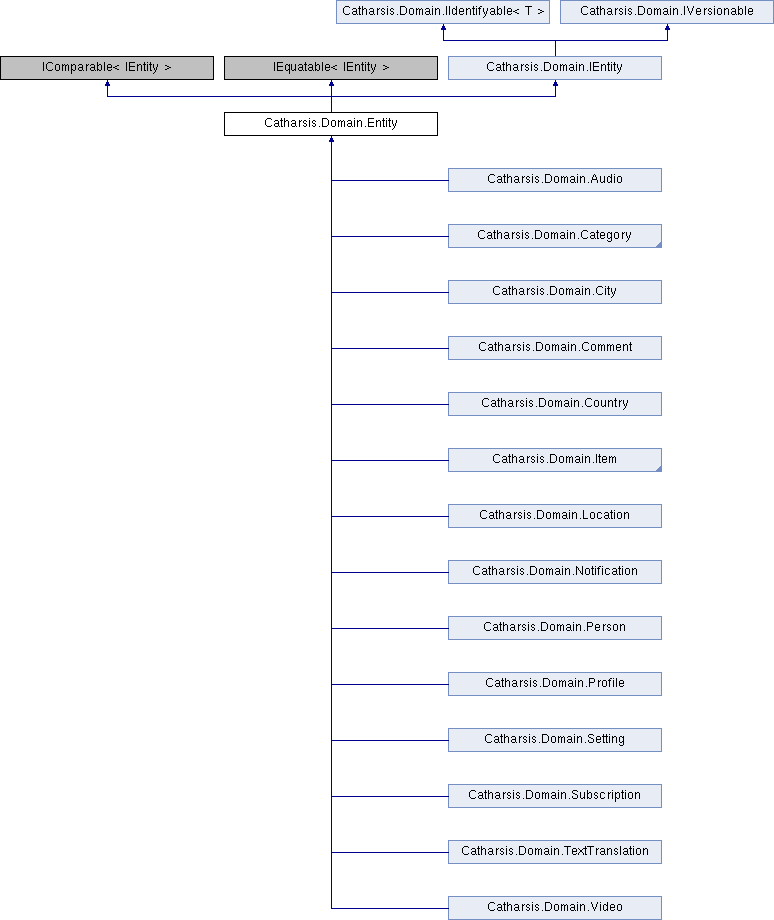 Catharsis.Domain.IIdentifyable< T >
Catharsis.Domain.IVersionable
IComparable< IEntity >
IEquatable< IEntity >
Catharsis.Domain.IEntity
Catharsis.Domain.Entity
Catharsis.Domain.Audio
Catharsis.Domain.Category
Catharsis.Domain.City
Catharsis.Domain.Comment
Catharsis.Domain.Country
Catharsis.Domain.Item
Catharsis.Domain.Location
Catharsis.Domain.Notification
Catharsis.Domain.Person
Catharsis.Domain.Profile
Catharsis.Domain.Setting
Catharsis.Domain.Subscription
Catharsis.Domain.TextTranslation
Catharsis.Domain.Video